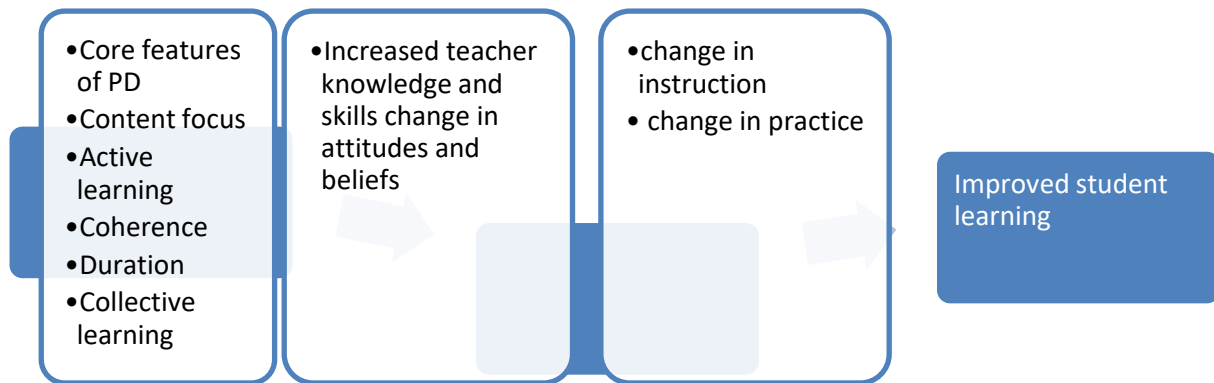 •Core features
of PD
•Content focus
•Active
learning
•Coherence
•Duration
•Collective
learning
•Increased teacher
knowledge and
skills change in
attitudes and
beliefs
•change in
instruction
• change in practice
Improved student
learning